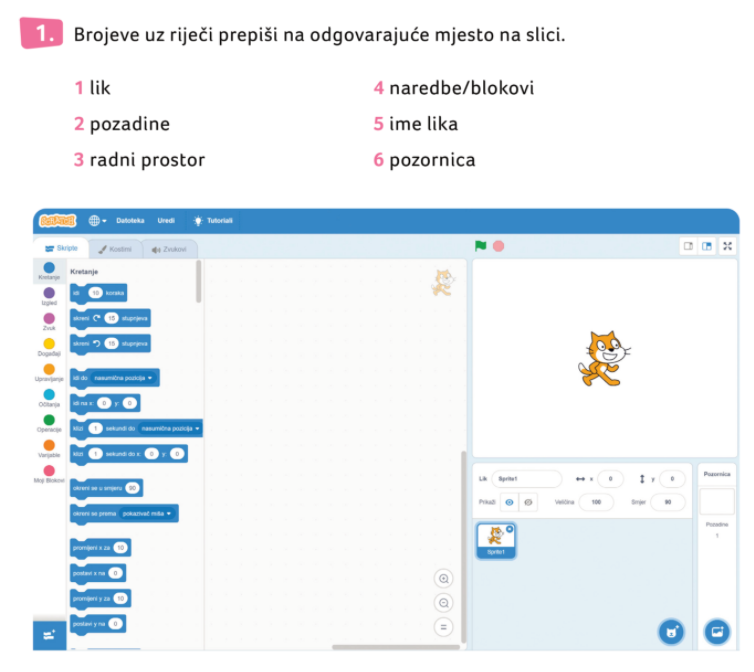 1. Brojeve uz riječi prepiši na odgovarajuće mjesto na slici.
1 lik
2 pozadine
3 radni prostor
4 naredbe/blokovi
5 ime lika
6 pozornica
SCRATCH Datoteka Uredi Tutoriali
Skripte Kostimi Zvukovi
Kretanje
Izgled
Zvuk
Događaji
Upravljanje
Očitanja
Operacije
Varijable
Moji Blokovi
Kretanje
idi 10 koraka
okreni 15 stupnjeva
okreni 15 stupnjeva
idi do nasumična pozicija
idi na x: 0 y: 0
kliži 1 sekundi do nasumična pozicija
kliži 1 sekundi do x: 0 y: 0
okreni se u smjeru 90
okreni se prema pokazivač miša
promijeni x za 10
postavi x na 0
promijeni y za 10
postavi y na 0
Lik Sprite1 x 0 y 0
Prikaži Veličina 100 Smjer 90
Sprite1
Pozornica
Pozadine
1